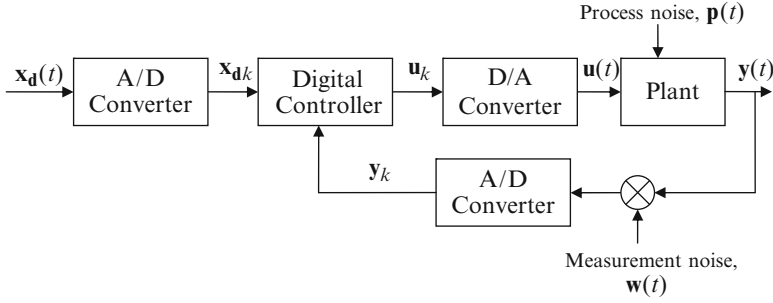 Process noise, p(t)
x_d(t)
A/D
Converter
x_dk
Digital
Controller
u_k
D/A
Converter
u(t)
Plant
y(t)
y_k
A/D
Converter
Measurement noise,
w(t)